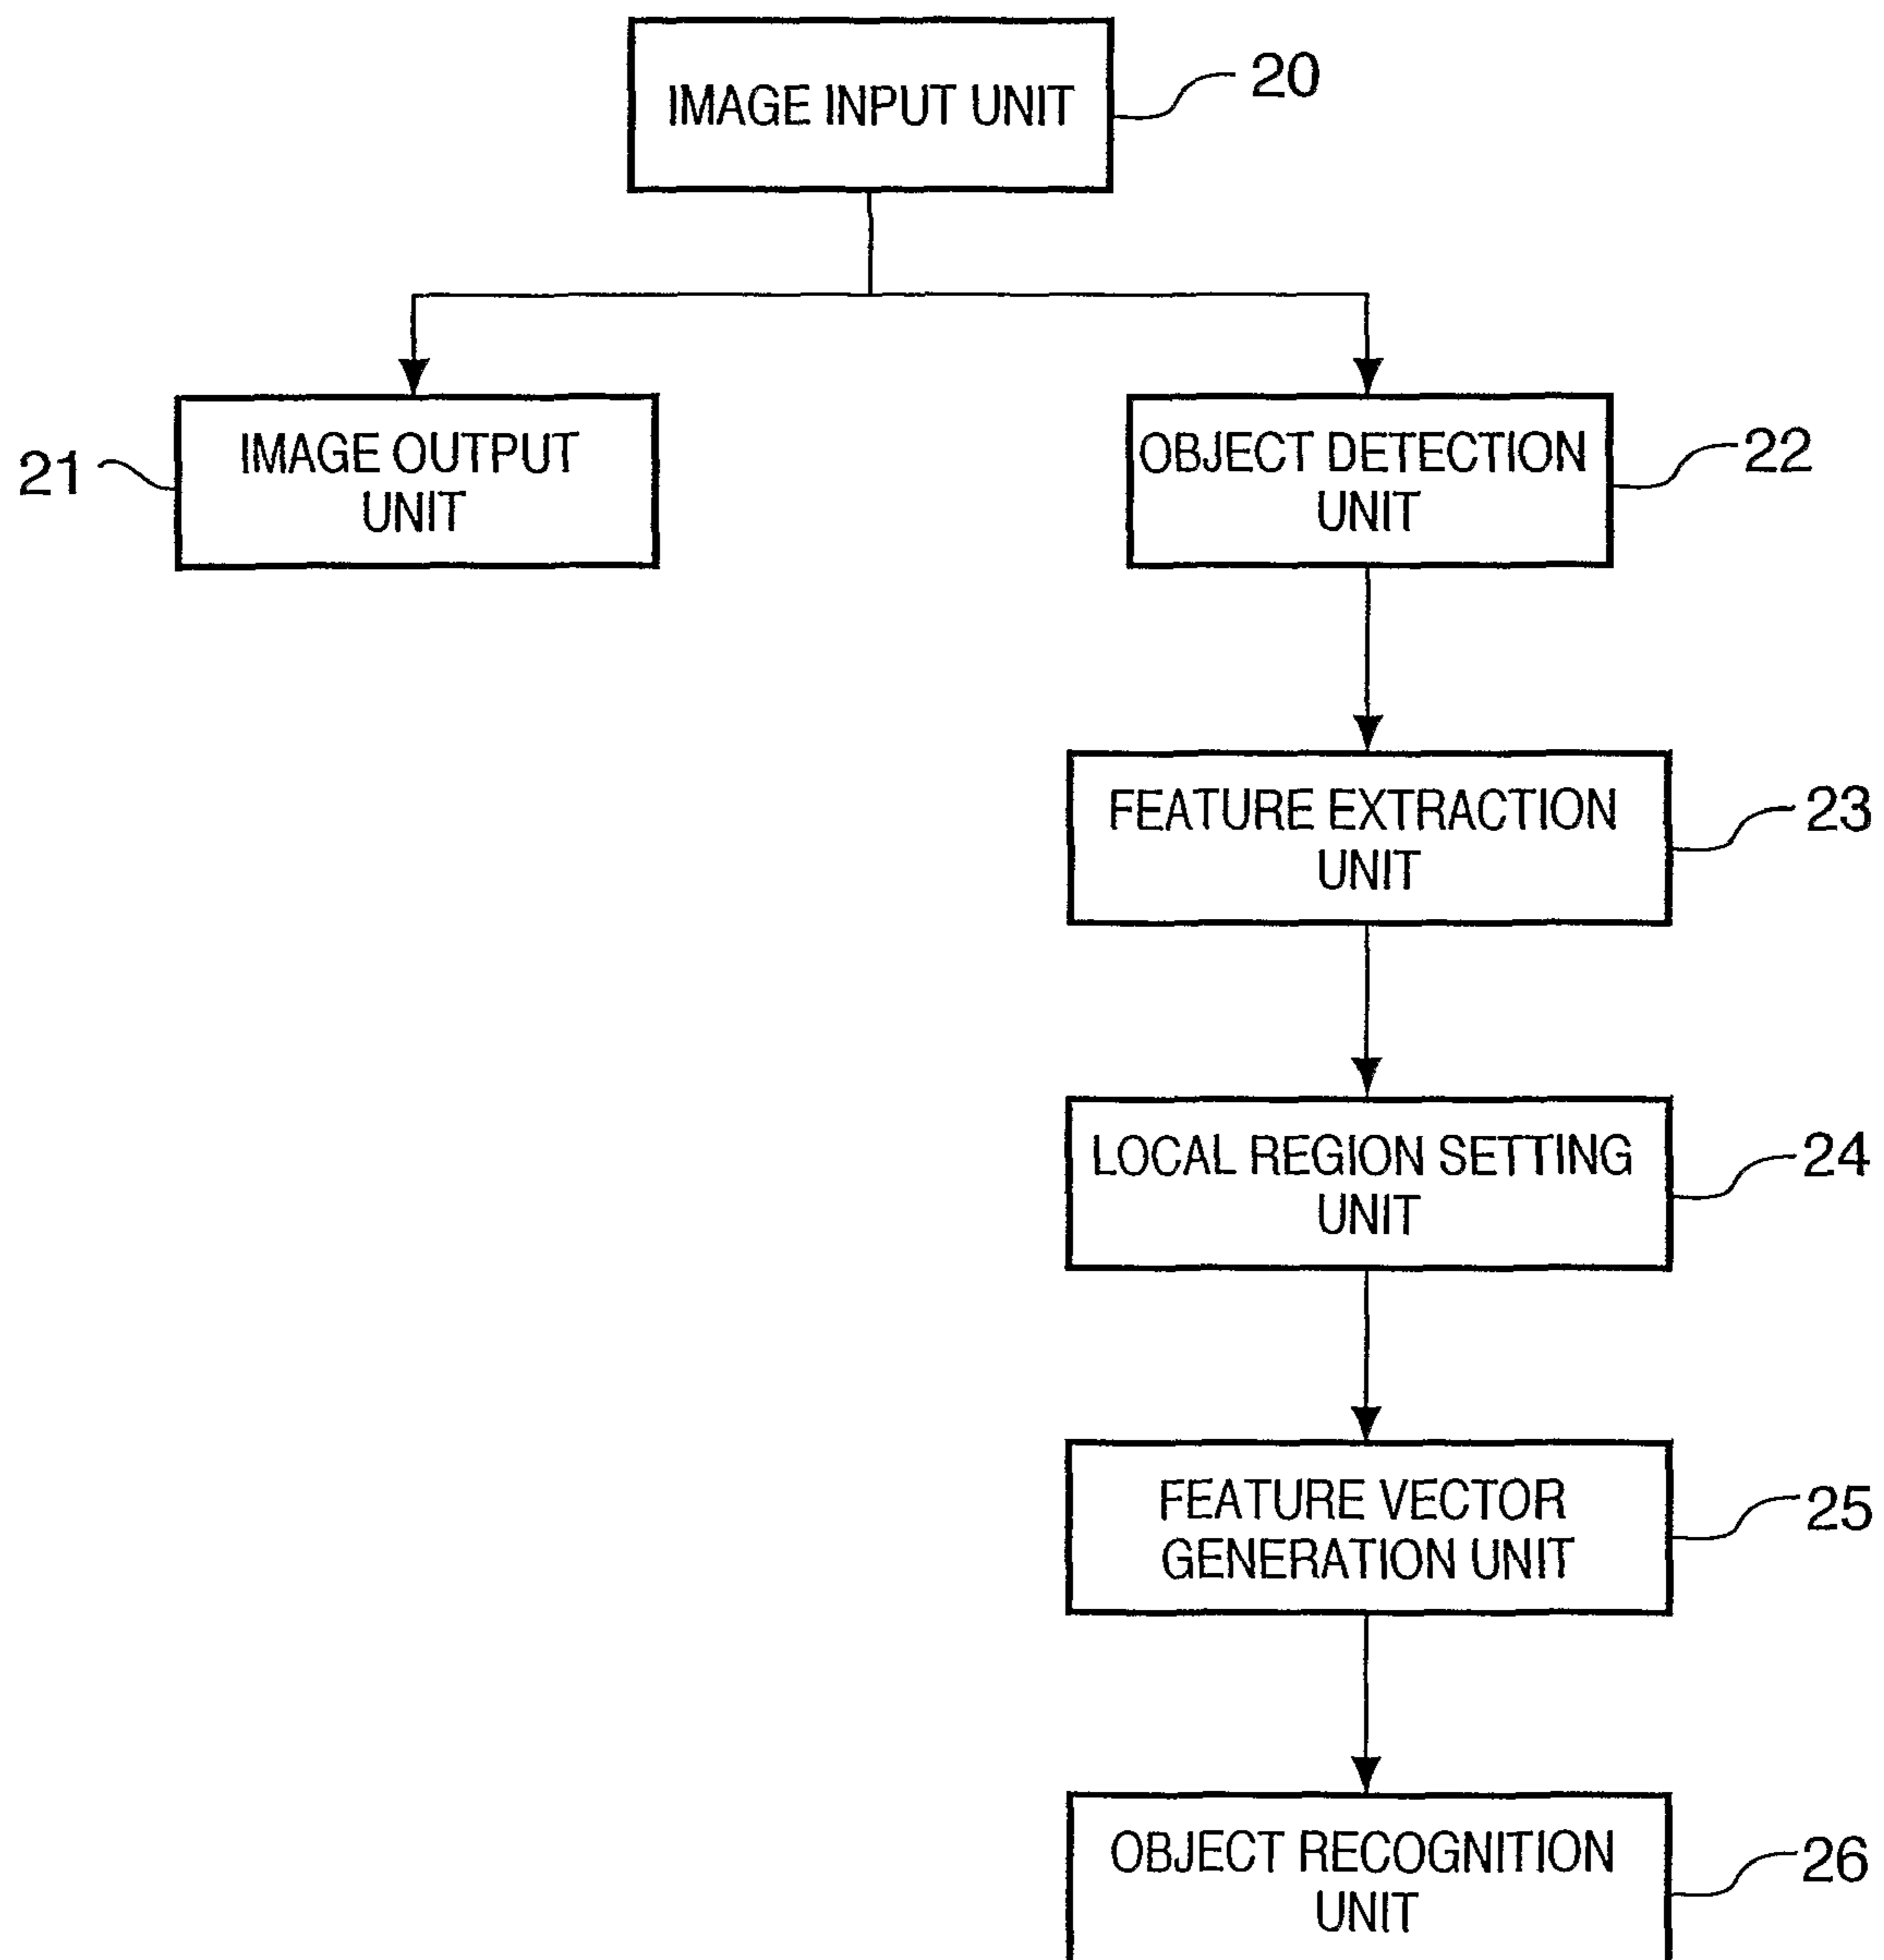 IMAGE INPUT UNIT
20
21
IMAGE OUTPUT
UNIT
OBJECT DETECTION
UNIT
22
FEATURE EXTRACTION
UNIT
23
LOCAL REGION SETTING
UNIT
24
FEATURE VECTOR
GENERATION UNIT
25
OBJECT RECOGNITION
UNIT
26